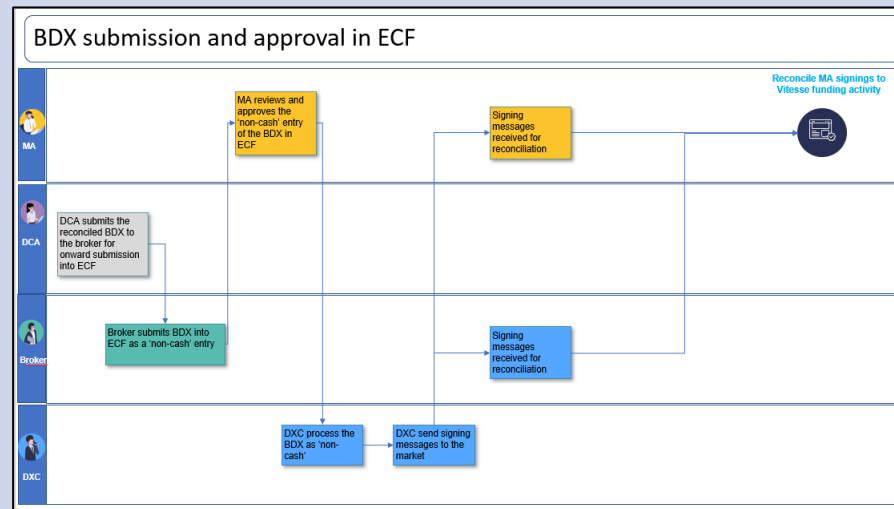 BDX submission and approval in ECF
Reconcile MA signings to
Vitesse funding activity
MA reviews and
approves the
'non-cash' entry
of the BDX in
ECF
Signing
messages
received for
reconciliation
MA
DCA submits the
reconciled BDX to
the broker for
onward submission
into ECF
DCA
Broker submits BDX into
ECF as a 'non-cash' entry
Signing
messages
received for
reconciliation
Broker
DXC process the
BDX as 'non-
cash'
DXC send signing
messages to the
market
DXC